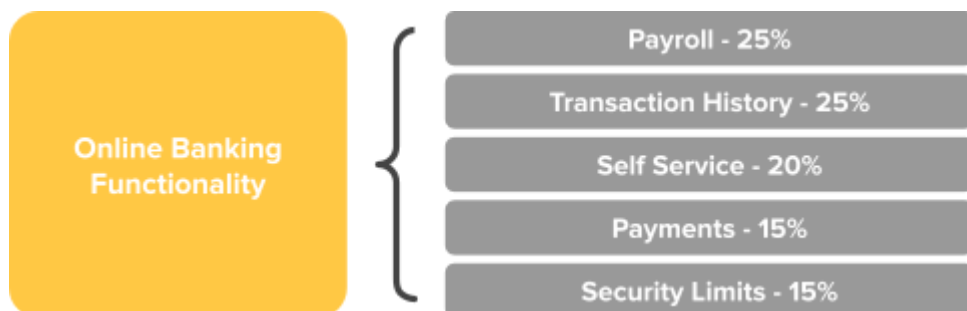 Online Banking
Functionality
Payroll - 25%
Transaction History - 25%
Self Service - 20%
Payments - 15%
Security Limits - 15%